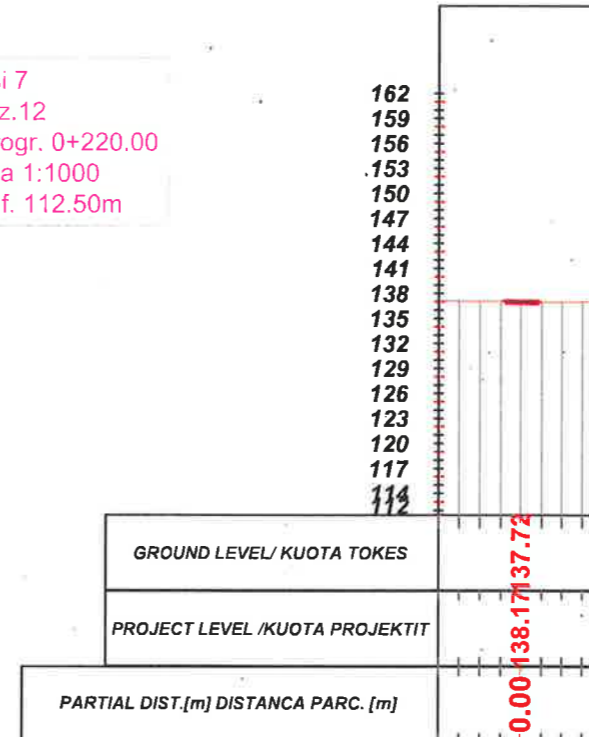 i 7
z.12
ogr. 0+220.00
a 1:1000
f. 112.50m
162
159
156
153
150
147
144
141
138
135
132
129
126
123
120
117
114
112
GROUND LEVEL/ KUOTA TOKES
137.72
PROJECT LEVEL /KUOTA PROJEKTIT
138.17
PARTIAL DIST.[m] DISTANCA PARC. [m]
0.00